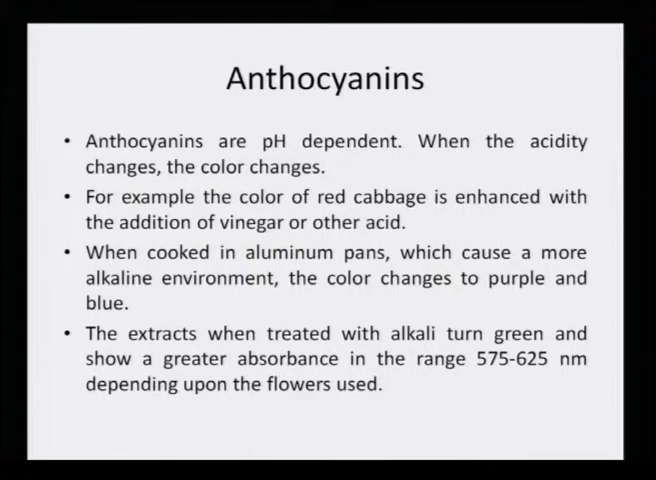 Anthocyanins
• Anthocyanins are pH dependent. When the acidity
changes, the color changes.
• For example the color of red cabbage is enhanced with
the addition of vinegar or other acid.
• When cooked in aluminum pans, which cause a more
alkaline environment, the color changes to purple and
blue.
• The extracts when treated with alkali turn green and
show a greater absorbance in the range 575-625 nm
depending upon the flowers used.